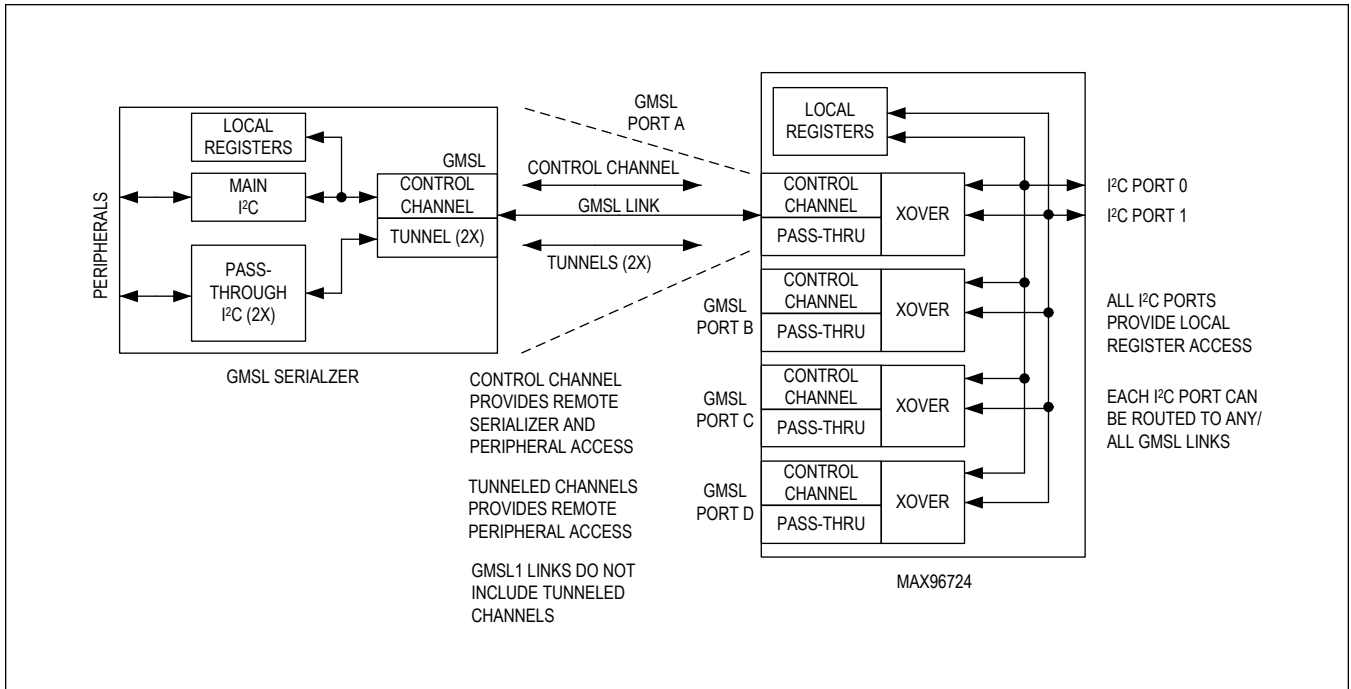 LOCAL
REGISTERS
MAIN
I²C
PASS-
THROUGH
I²C (2X)
PERIPHERALS
GMSL
CONTROL
CHANNEL
TUNNEL (2X)
GMSL SERIALZER
GMSL
PORT A
CONTROL CHANNEL
GMSL LINK
TUNNELS (2X)
CONTROL CHANNEL
PROVIDES REMOTE
SERIALIZER AND
PERIPHERAL ACCESS
TUNNELED CHANNELS
PROVIDES REMOTE
PERIPHERAL ACCESS
GMSL1 LINKS DO NOT
INCLUDE TUNNELED
CHANNELS
LOCAL
REGISTERS
CONTROL
CHANNEL
PASS-THRU
XOVER
GMSL
PORT B
CONTROL
CHANNEL
PASS-THRU
XOVER
GMSL
PORT C
CONTROL
CHANNEL
PASS-THRU
XOVER
GMSL
PORT D
CONTROL
CHANNEL
PASS-THRU
XOVER
MAX96724
I²C PORT 0
I²C PORT 1
ALL I²C PORTS
PROVIDE LOCAL
REGISTER ACCESS
EACH I²C PORT CAN
BE ROUTED TO ANY/
ALL GMSL LINKS